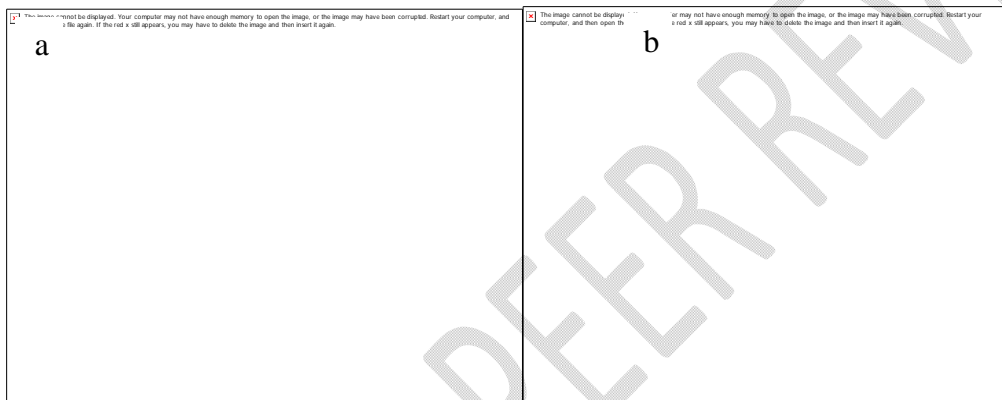 The image cannot be displayed. Your computer may not have enough memory to open the image, or the image may have been corrupted. Restart your computer, and
file again. If the red x still appears, you may have to delete the image and then insert it again.
a
The image cannot be display er may not have enough memory to open the image, or the image may have been corrupted. Restart your
computer, and then open th e red x still appears, you may have to delete the image and then insert it again.
b
PEER REV